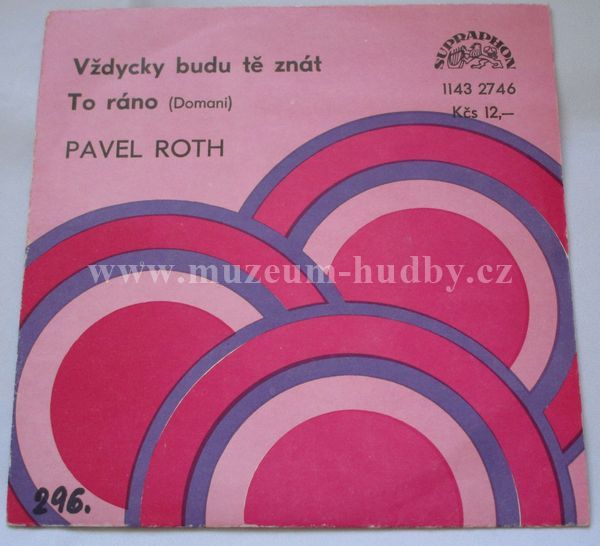 Vždycky budu tě znát
To ráno (Domani)
PAVEL ROTH
SUPRAPHON
1143 2746
Kčs 12,–
www.muzeum-hudby.cz
296.